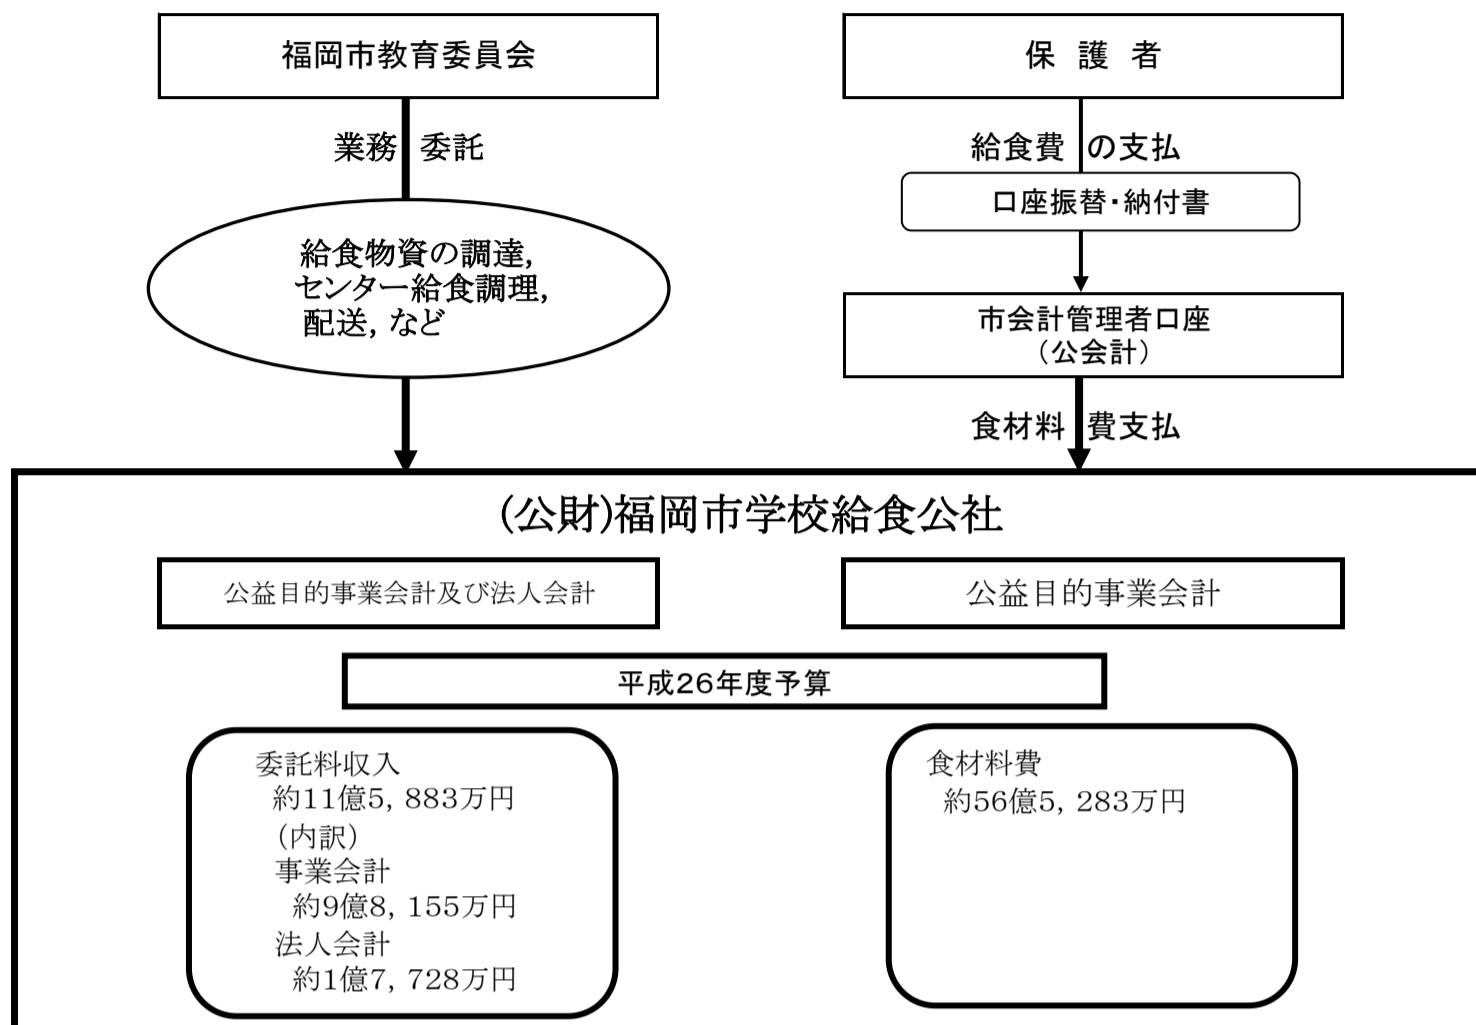 福岡市教育委員会
業務 委託
給食物資の調達,
センター給食調理,
配送, など
保 護 者
給食費 の支払
口座振替・納付書
市会計管理者口座
(公会計)
食材料 費支払
(公財)福岡市学校給食公社
公益目的事業会計及び法人会計
公益目的事業会計
平成26年度予算
委託料収入
約11億5, 883万円
(内訳)
事業会計
約9億8, 155万円
法人会計
約1億7, 728万円
食材料費
約56億5, 283万円